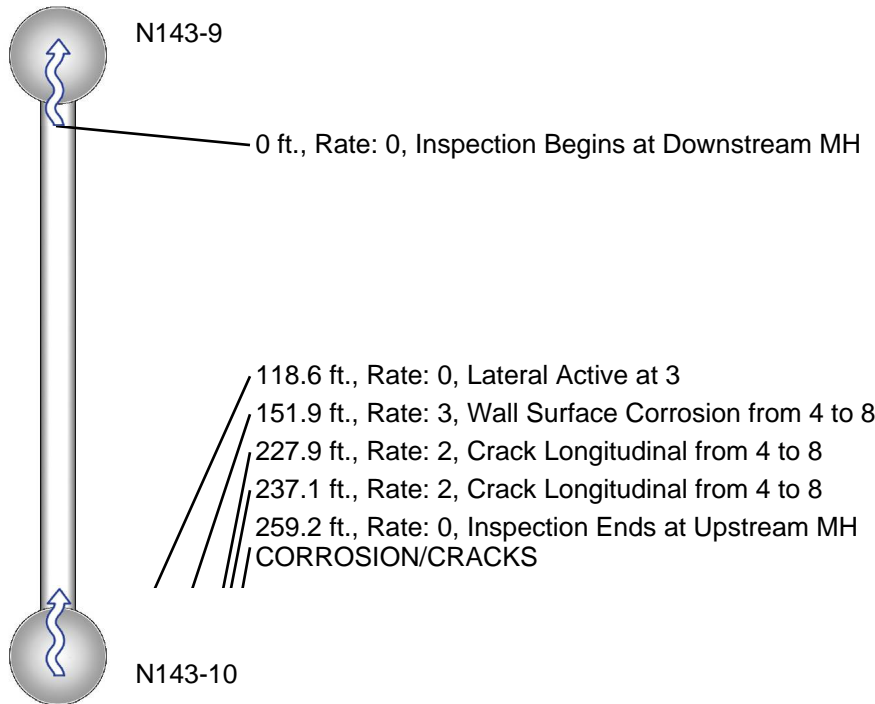 N143-9
0 ft., Rate: 0, Inspection Begins at Downstream MH
118.6 ft., Rate: 0, Lateral Active at 3
151.9 ft., Rate: 3, Wall Surface Corrosion from 4 to 8
227.9 ft., Rate: 2, Crack Longitudinal from 4 to 8
237.1 ft., Rate: 2, Crack Longitudinal from 4 to 8
259.2 ft., Rate: 0, Inspection Ends at Upstream MH
CORROSION/CRACKS
N143-10